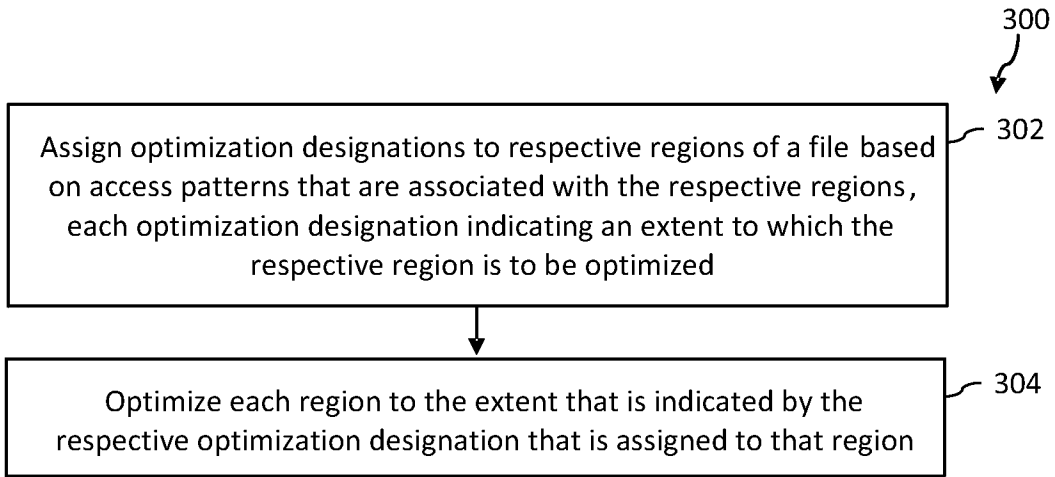 300
302
Assign optimization designations to respective regions of a file based
on access patterns that are associated with the respective regions,
each optimization designation indicating an extent to which the
respective region is to be optimized
304
Optimize each region to the extent that is indicated by the
respective optimization designation that is assigned to that region